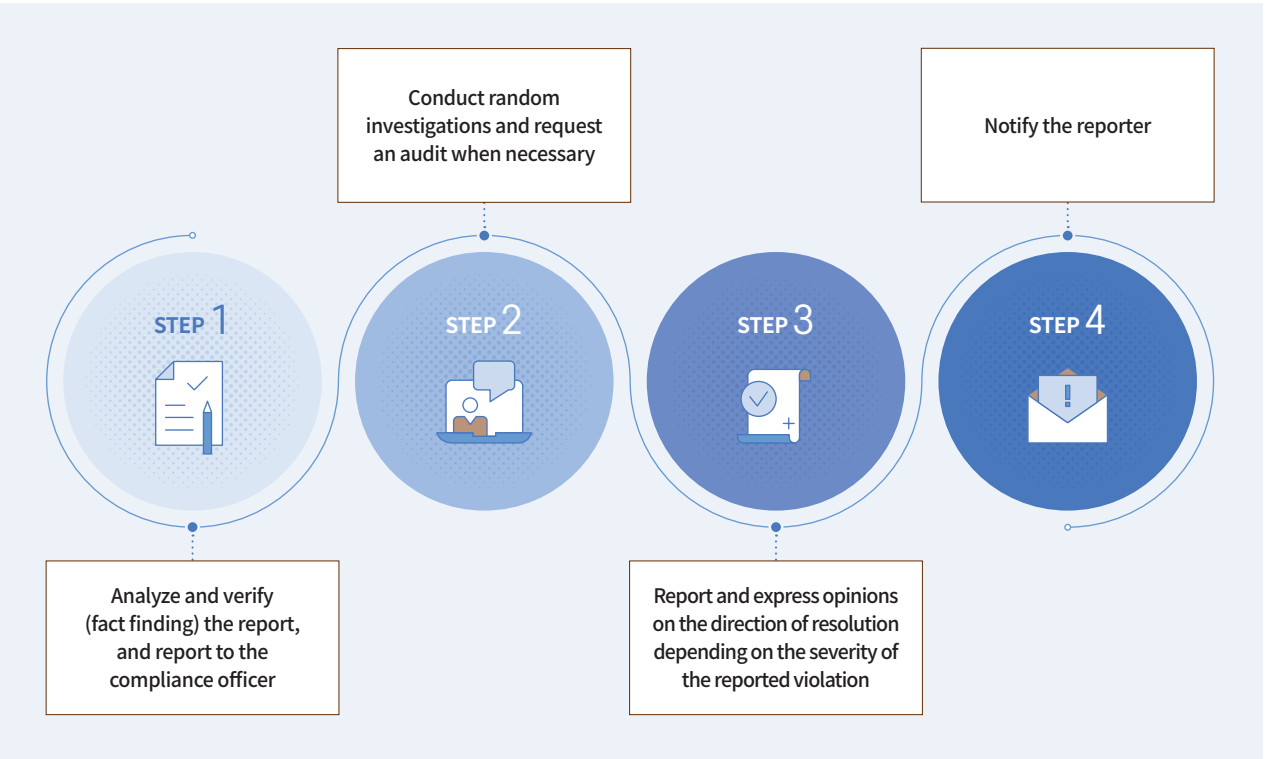 STEP 1
Analyze and verify
(fact finding) the report,
and report to the
compliance officer
STEP 2
Conduct random
investigations and request
an audit when necessary
STEP 3
Report and express opinions
on the direction of resolution
depending on the severity of
the reported violation
STEP 4
Notify the reporter